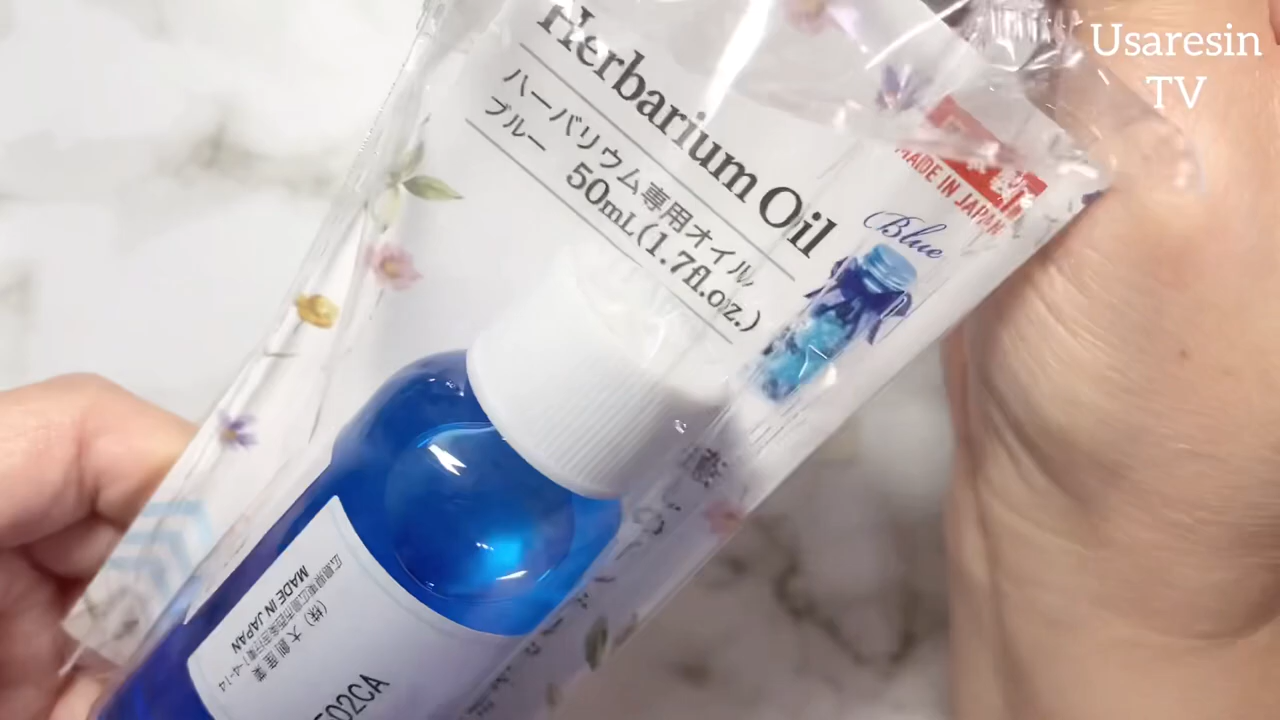 Usaresin
TV
Herbarium Oil
ハーバリウム専用オイル
ブルー 50mL(1.7fl.oz.)
MADE IN JAPAN
Blue
(株)大創産業
MADE IN JAPAN